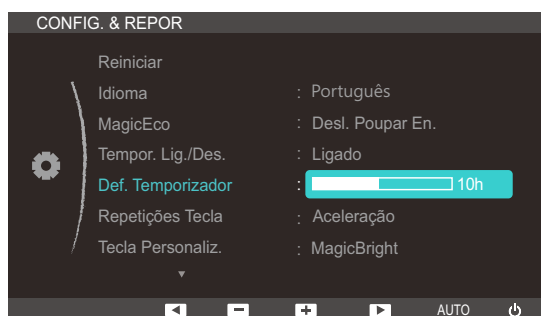 CONFIG. & REPOR
Reiniciar
Idioma : Português
MagicEco : Desl. Poupar En.
Tempor. Lig./Des. : Ligado
Def. Temporizador : 10h
Repetições Tecla : Aceleração
Tecla Personaliz. : MagicBright
AUTO